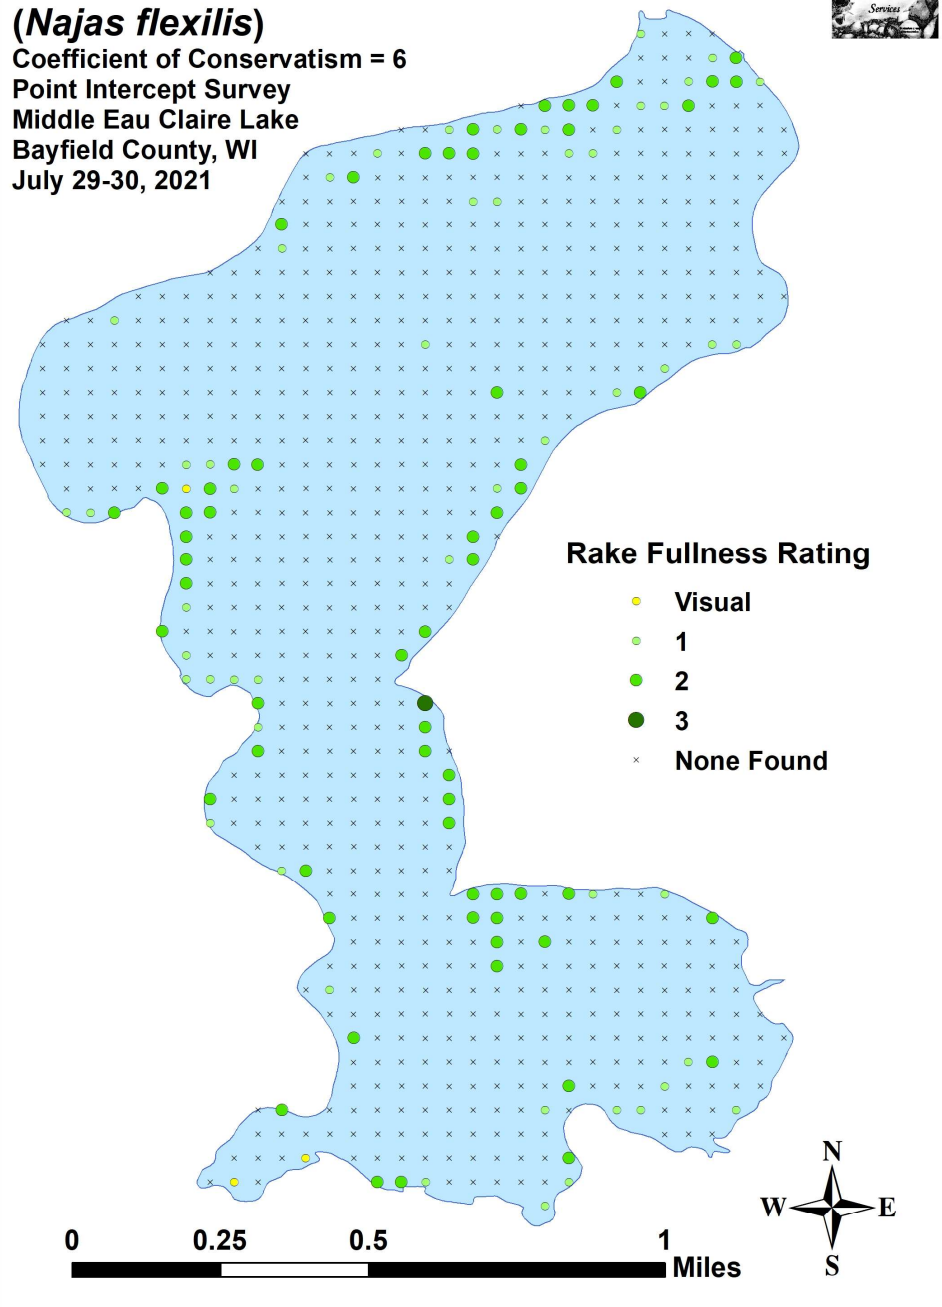 (Najas flexilis)
Coefficient of Conservatism = 6
Point Intercept Survey
Middle Eau Claire Lake
Bayfield County, WI
July 29-30, 2021
Services
Rake Fullness Rating
Visual
1
2
3
None Found
N
W E
S
0 0.25 0.5 1
Miles